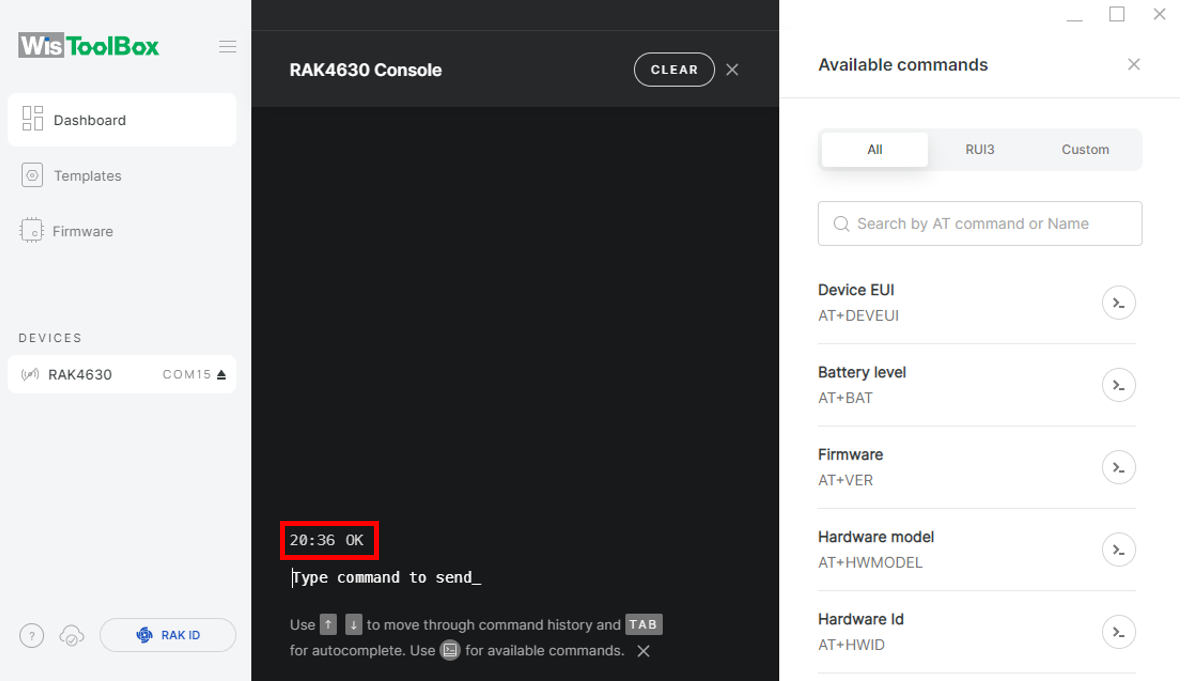 WisToolBox
Dashboard
Templates
Firmware
DEVICES
RAK4630 COM15
? RAK ID
RAK4630 Console CLEAR
20:36 OK
Type command to send_
Use ↑ ↓ to move through command history and TAB
for autocomplete. Use for available commands.
Available commands
All RUI3 Custom
Search by AT command or Name
Device EUI
AT+DEVEUI
Battery level
AT+BAT
Firmware
AT+VER
Hardware model
AT+HWMODEL
Hardware Id
AT+HWID